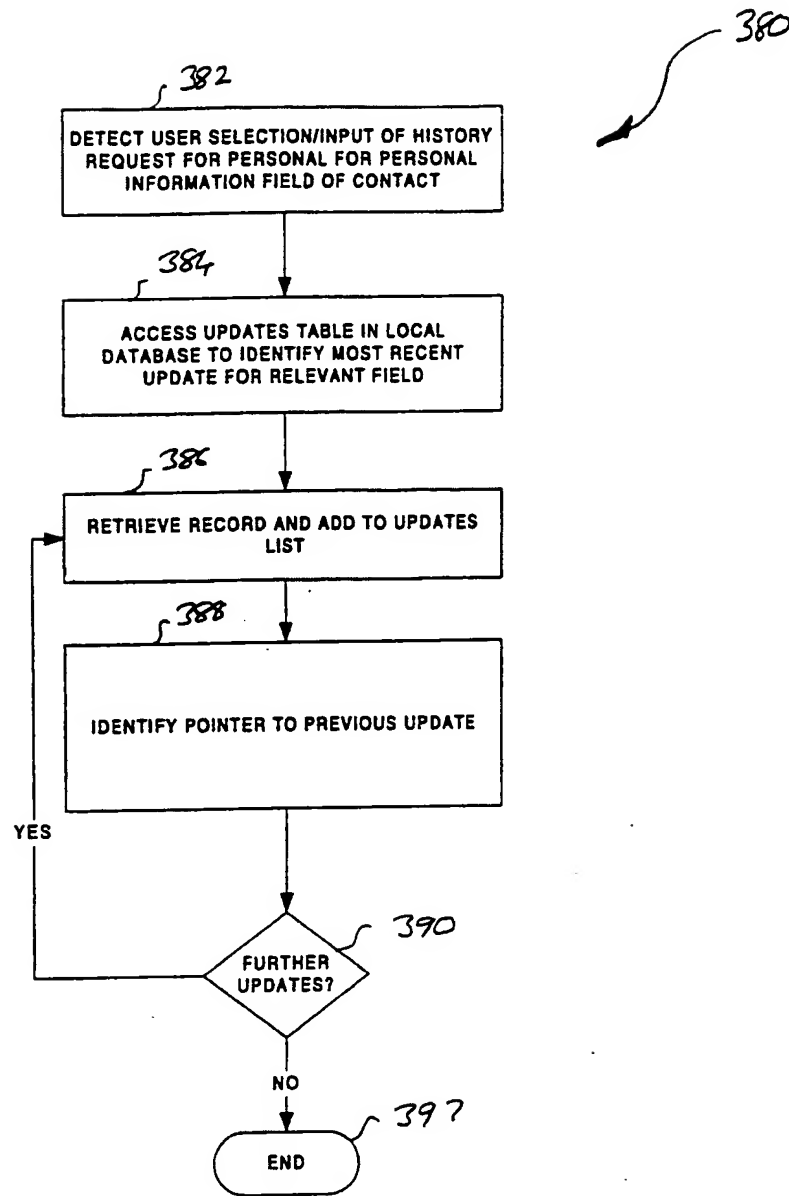 380
382
DETECT USER SELECTION/INPUT OF HISTORY
REQUEST FOR PERSONAL FOR PERSONAL
INFORMATION FIELD OF CONTACT
384
ACCESS UPDATES TABLE IN LOCAL
DATABASE TO IDENTIFY MOST RECENT
UPDATE FOR RELEVANT FIELD
386
RETRIEVE RECORD AND ADD TO UPDATES
LIST
388
IDENTIFY POINTER TO PREVIOUS UPDATE
YES
390
FURTHER
UPDATES?
NO
397
END